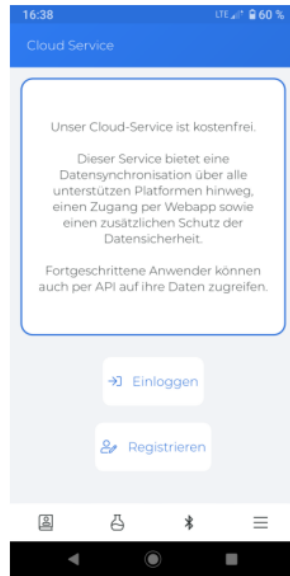 16:38 LTE 60 %
Cloud Service
Unser Cloud-Service ist kostenfrei.
Dieser Service bietet eine
Datensynchronisation über alle
unterstützen Platformen hinweg,
einen Zugang per Webapp sowie
einen zusätzlichen Schutz der
Datensicherheit.
Fortgeschrittene Anwender können
auch per API auf ihre Daten zugreifen.
Einloggen
Registrieren